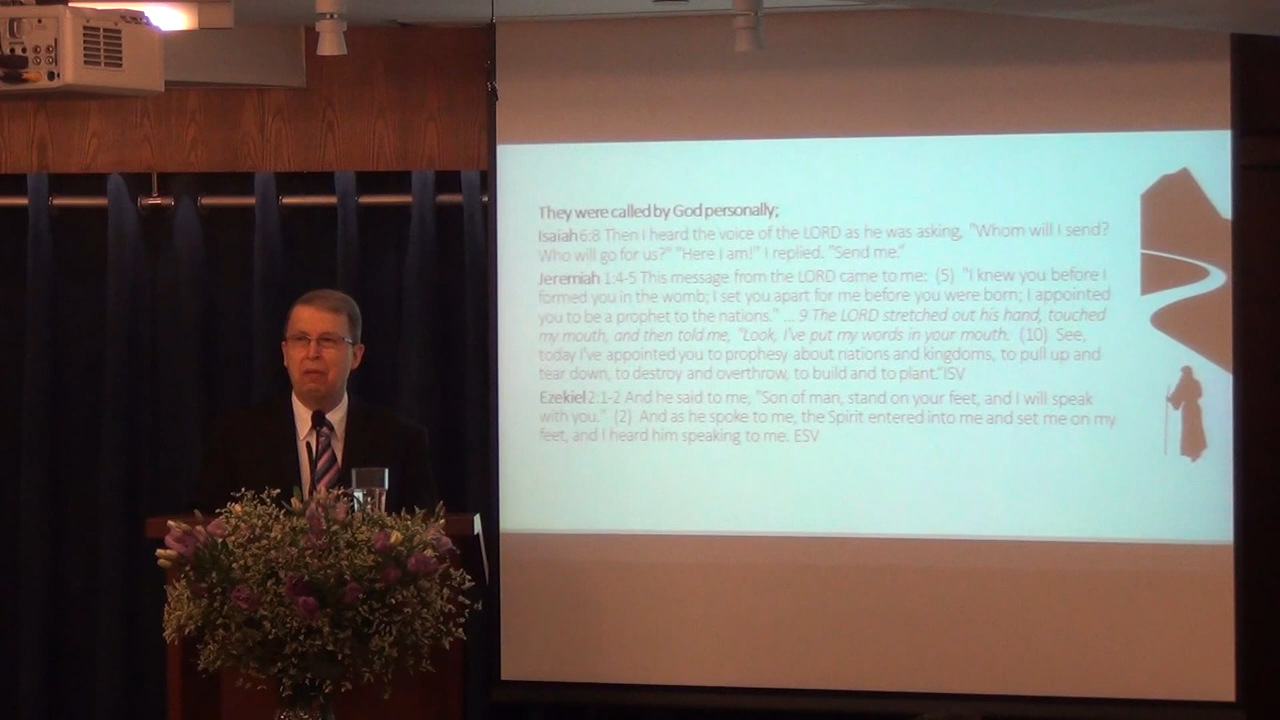 They were called by God personally;
Isaiah 6:8 Then I heard the voice of the LORD as he was asking, "Whom will I send?
Who will go for us?" "Here I am!" I replied. "Send me."
Jeremiah 1:4-5 This message from the LORD came to me: (5) "I knew you before I
formed you in the womb; I set you apart for me before you were born; I appointed
you to be a prophet to the nations." ... 9 The LORD stretched out his hand, touched
my mouth, and then told me, "Look, I've put my words in your mouth. (10) See,
today I've appointed you to prophesy about nations and kingdoms, to pull up and
tear down, to destroy and overthrow, to build and to plant."ISV
Ezekiel 2:1-2 And he said to me, "Son of man, stand on your feet, and I will speak
with you." (2) And as he spoke to me, the Spirit entered into me and set me on my
feet, and I heard him speaking to me. ESV